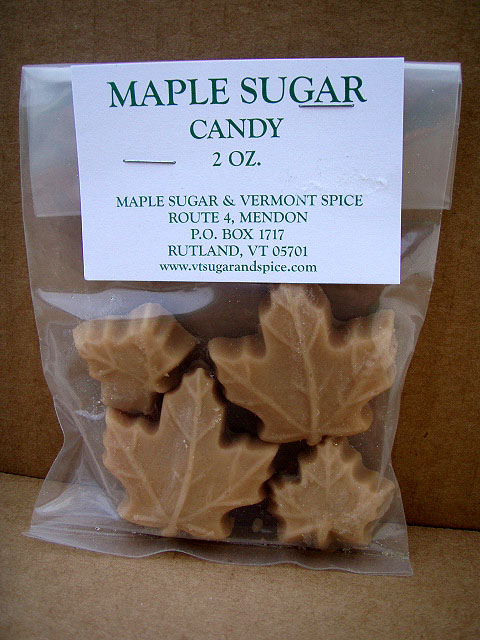 MAPLE SUGAR
CANDY
2 OZ.
MAPLE SUGAR & VERMONT SPICE
ROUTE 4, MENDON
P.O. BOX 1717
RUTLAND, VT 05701
www.vtsugarandspice.com